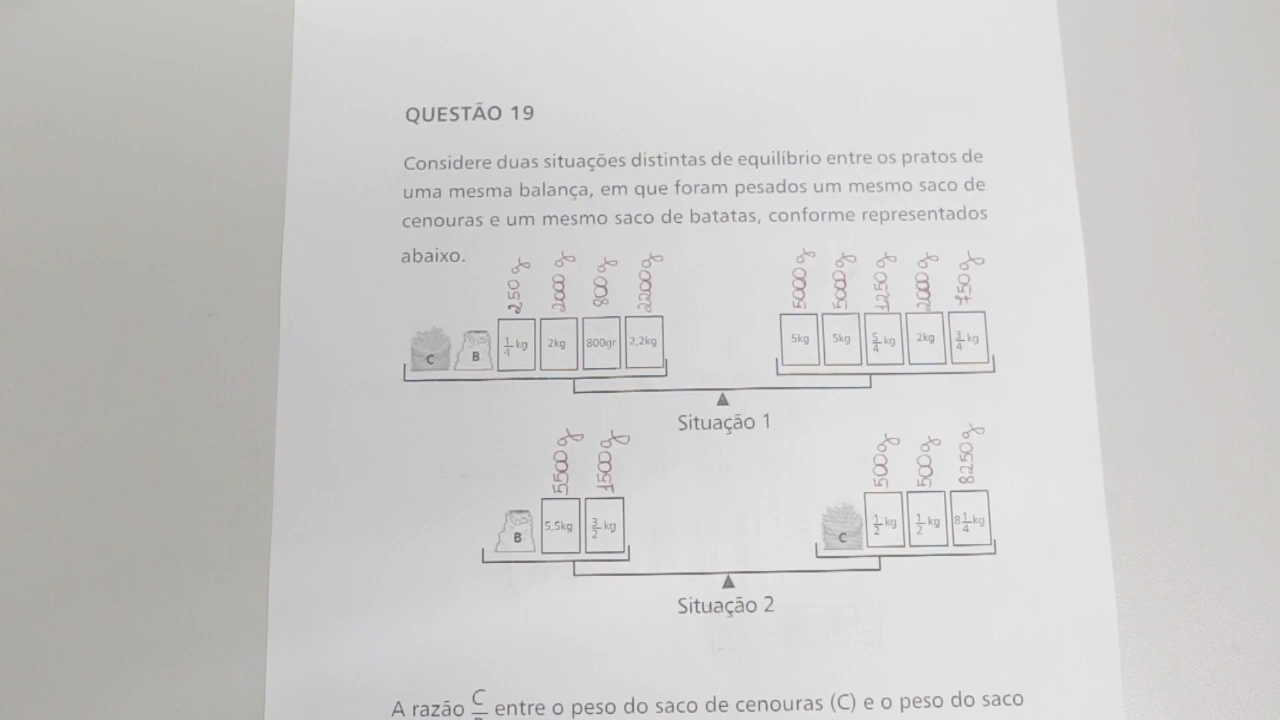 QUESTÃO 19
Considere duas situações distintas de equilíbrio entre os pratos de
uma mesma balança, em que foram pesados um mesmo saco de
cenouras e um mesmo saco de batatas, conforme representados
abaixo.
250 g 2000 g 800 g 2200 g 5000 g 5000 g 1250 g 2000 g 750 g
C B 1/4 kg 2kg 800gr 2,2kg 5kg 5kg 5/4 kg 2kg 3/4 kg
Situação 1
5500 g 1500 g 500 g 500 g 8250 g
B 5,5kg 3/2 kg C 1/2 kg 1/2 kg 8 1/4 kg
Situação 2
A razão C entre o peso do saco de cenouras (C) e o peso do saco